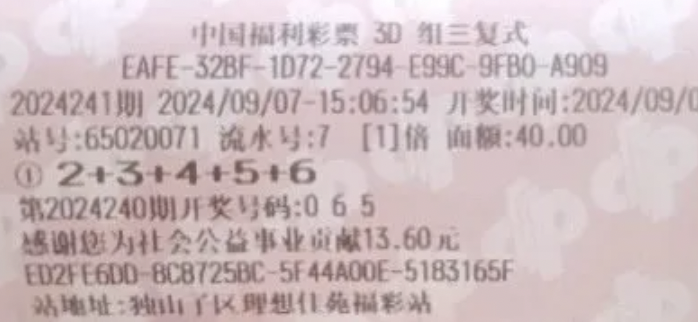 中国福利彩票 3D 组三复式
EAFE-32BF-1D72-2794-E99C-9FB0-A909
2024241期 2024/09/07-15:06:54 开奖时间:2024/09/0
站号:65020071 流水号:7 [1]倍 面额:40.00
① 2+3+4+5+6
第2024240期开奖号码:0 6 5
感谢您为社会公益事业贡献13.60元
ED2FE6DD-8CB725BC-5F44A00E-5183165F
站地址:独山子区理想佳苑福彩站